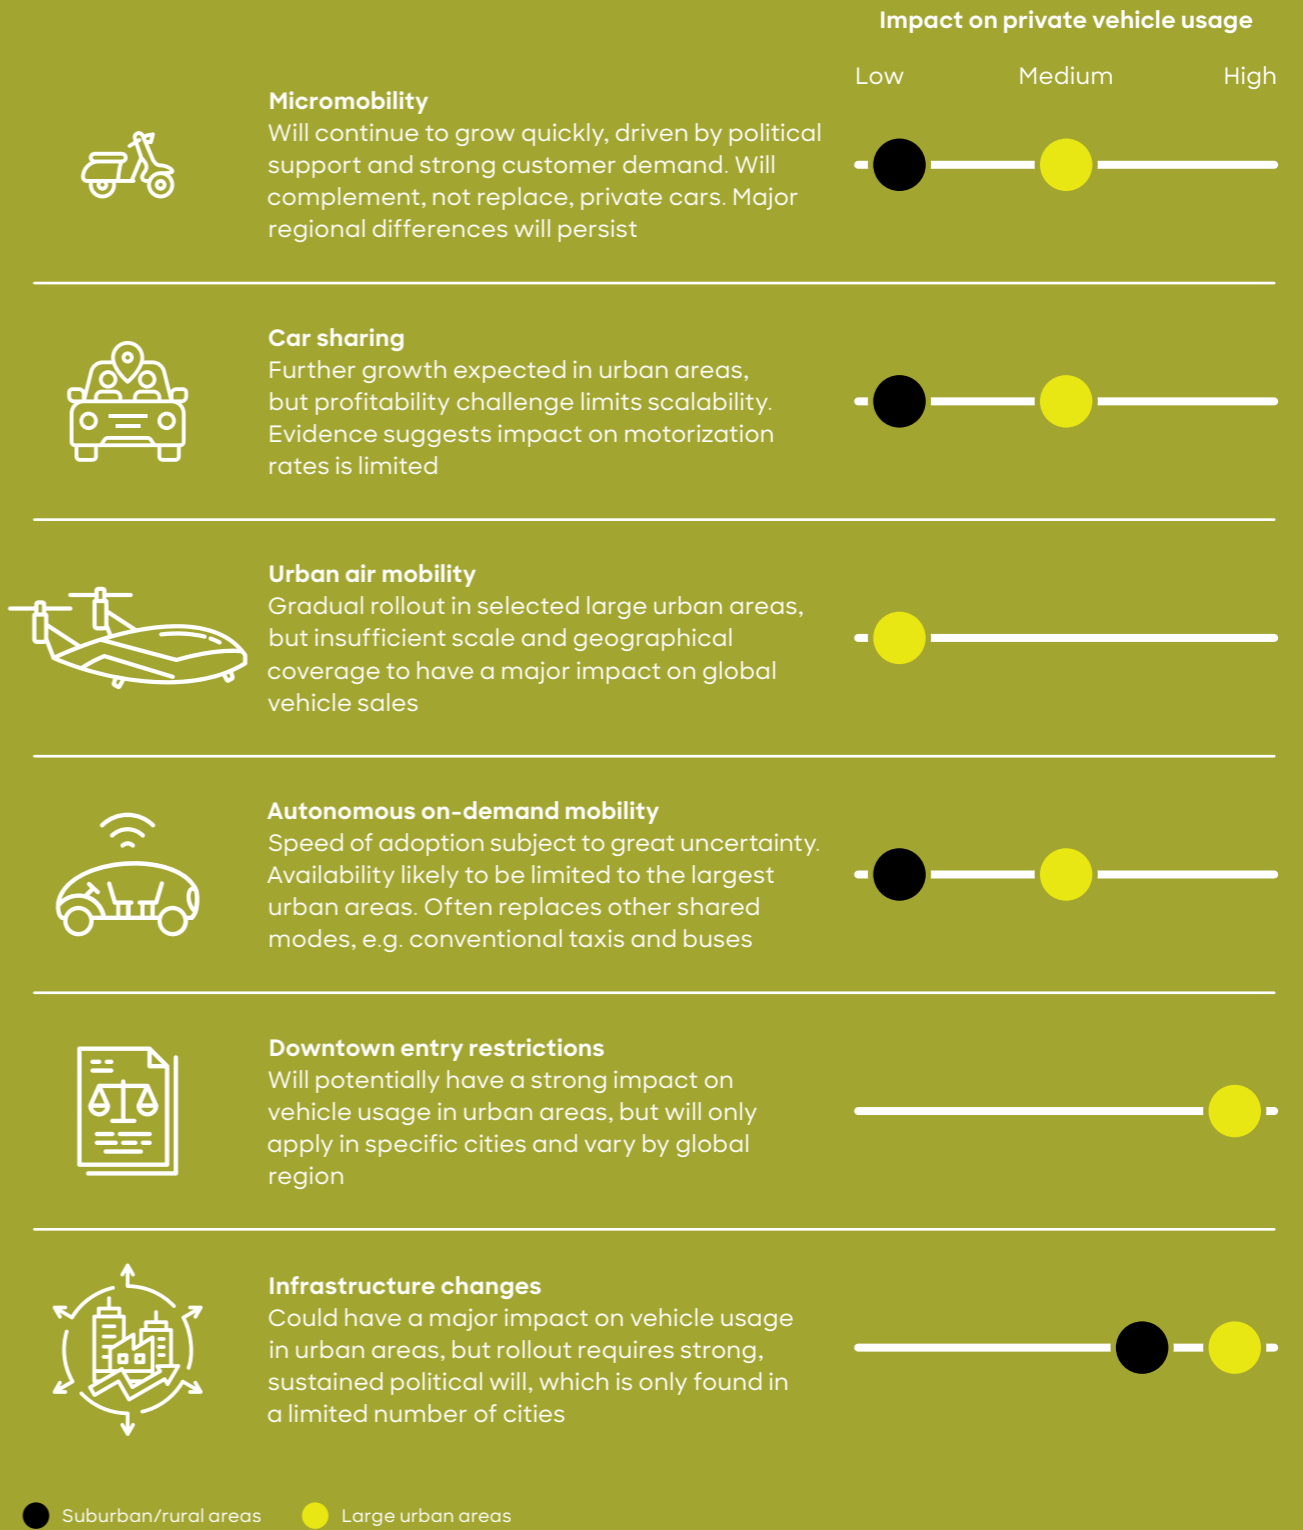 Impact on private vehicle usage
Low Medium High
Micromobility
Will continue to grow quickly, driven by political
support and strong customer demand. Will
complement, not replace, private cars. Major
regional differences will persist
Car sharing
Further growth expected in urban areas,
but profitability challenge limits scalability.
Evidence suggests impact on motorization
rates is limited
Urban air mobility
Gradual rollout in selected large urban areas,
but insufficient scale and geographical
coverage to have a major impact on global
vehicle sales
Autonomous on-demand mobility
Speed of adoption subject to great uncertainty.
Availability likely to be limited to the largest
urban areas. Often replaces other shared
modes, e.g. conventional taxis and buses
Downtown entry restrictions
Will potentially have a strong impact on
vehicle usage in urban areas, but will only
apply in specific cities and vary by global
region
Infrastructure changes
Could have a major impact on vehicle usage
in urban areas, but rollout requires strong,
sustained political will, which is only found in
a limited number of cities
Suburban/rural areas Large urban areas